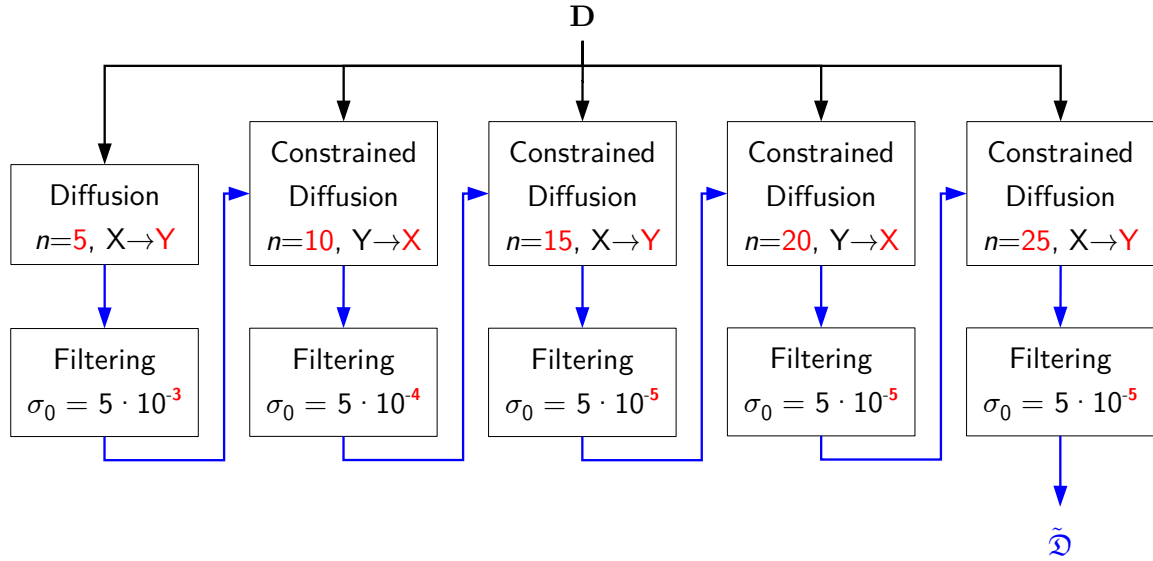 D
Diffusion
n=5, X→Y
Constrained
Diffusion
n=10, Y→X
Constrained
Diffusion
n=15, X→Y
Constrained
Diffusion
n=20, Y→X
Constrained
Diffusion
n=25, X→Y
Filtering
σ₀ = 5 · 10⁻³
Filtering
σ₀ = 5 · 10⁻⁴
Filtering
σ₀ = 5 · 10⁻⁵
Filtering
σ₀ = 5 · 10⁻⁵
Filtering
σ₀ = 5 · 10⁻⁵
𝔇̃